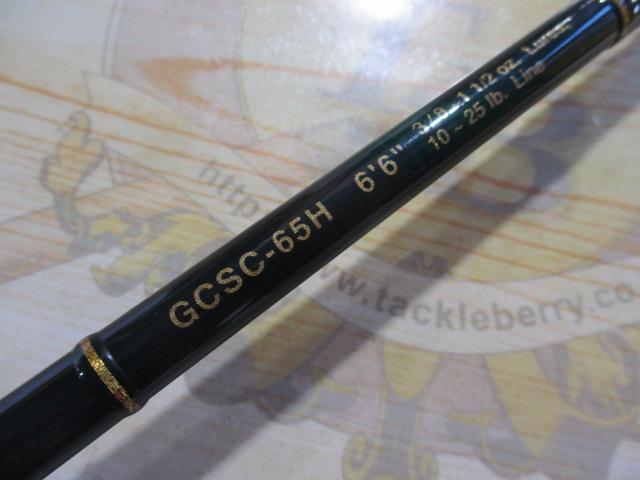 GCSC-65H 6'6" 3/8~1 1/2 oz. Lures
10~25 lb. Line
http
www.tackleberry.co